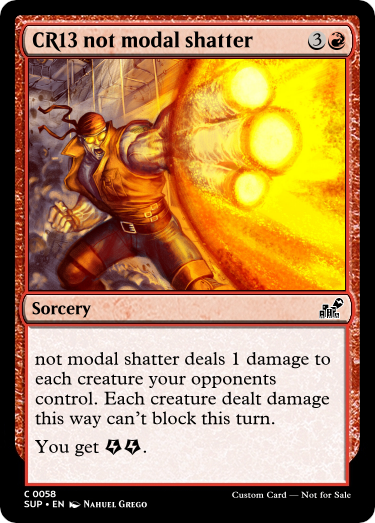 CR13 not modal shatter 3
Sorcery
not modal shatter deals 1 damage to
each creature your opponents
control. Each creature dealt damage
this way can't block this turn.
You get .
C 0058
SUP • EN Nahuel Grego
Custom Card — Not for Sale